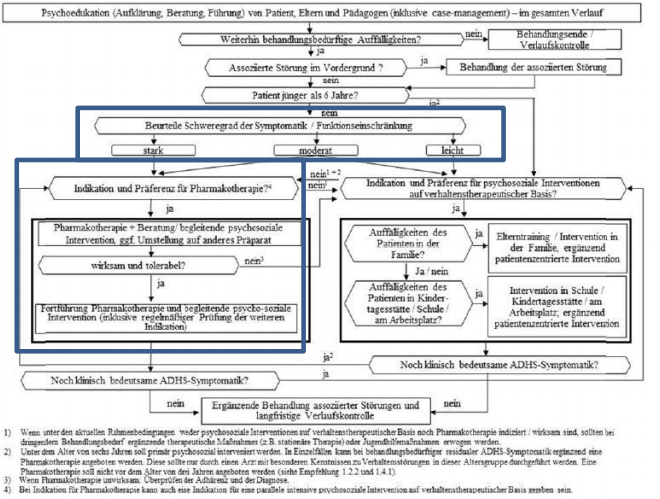 Psychoedukation (Aufklärung, Beratung, Führung) von Patient, Eltern und Pädagogen (inklusive case-management) – im gesamten Verlauf
Weiterhin behandlungsbedürftige Auffälligkeiten?
nein
Behandlungsende /
Verlaufskontrolle
ja
Assoziierte Störung im Vordergrund ?
ja
Behandlung der assoziierten Störung
nein
Patient jünger als 6 Jahre?
ja²
nein
Beurteile Schweregrad der Symptomatik / Funktionseinschränkung
stark
moderat
leicht
Indikation und Präferenz für Pharmakotherapie?⁴
nein¹ ⁺ ²
nein¹
Indikation und Präferenz für psychosoziale Interventionen
auf verhaltenstherapeutischer Basis?
ja
ja
Pharmakotherapie + Beratung/ begleitende psychosoziale
Intervention, ggf. Umstellung auf anderes Präparat
wirksam und tolerabel?
nein³
ja
Fortführung Pharmakotherapie und begleitende psycho-soziale
Intervention (inklusive regelmäßiger Prüfung der weiteren
Indikation)
Auffälligkeiten des
Patienten in der
Familie?
ja
Elterntraining / Intervention in
der Familie, ergänzend
patientenzentrierte Intervention
Ja / nein
Auffälligkeiten des
Patienten in Kinder-
tagesstätte / Schule /
am Arbeitsplatz?
ja
Intervention in Schule /
Kindertagesstätte / am
Arbeitsplatz; ergänzend
patientenzentrierte Intervention
ja²
ja
Noch klinisch bedeutsame ADHS-Symptomatik?
Noch klinisch bedeutsame ADHS-Symptomatik?
nein
nein
Ergänzende Behandlung assoziierter Störungen und
langfristige Verlaufskontrolle
1) Wenn unter den aktuellen Rahmenbedingungen weder psychosoziale Interventionen auf verhaltenstherapeutischer Basis noch Pharmakotherapie indiziert / wirksam sind, sollten bei
dringendem Behandlungsbedarf ergänzende therapeutische Maßnahmen (z.B. stationäre Therapie) oder Jugendhilfemaßnahmen erwogen werden.
2) Unter dem Alter von sechs Jahren soll primär psychosozial interveniert werden. In Einzelfällen kann bei behandlungsbedürftiger residualer ADHS-Symptomatik ergänzend eine
Pharmakotherapie angeboten werden. Diese sollte nur durch einen Arzt mit besonderen Kenntnissen zu Verhaltensstörungen in dieser Altersgruppe durchgeführt werden. Eine
Pharmakotherapie soll nicht vor dem Alter von drei Jahren angeboten werden (siehe Empfehlung 1.2.2 und 1.4.1).
3) Wenn Pharmakotherapie unwirksam: Überprüfen der Adhärenz und der Diagnose.
4) Bei Indikation für Pharmakotherapie kann auch eine Indikation für eine parallele intensive psychosoziale Intervention auf verhaltenstherapeutischer Basis gegeben sein.